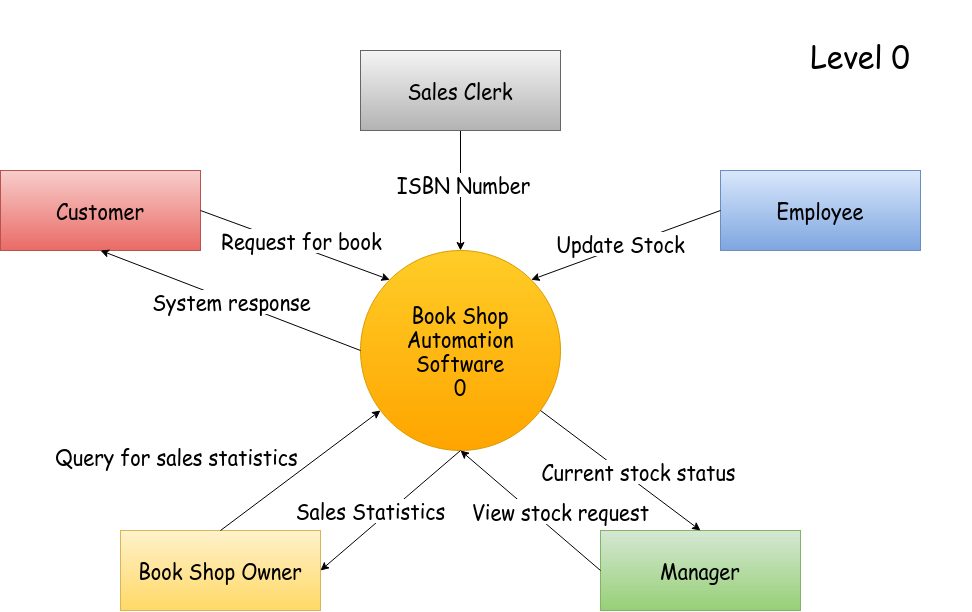 Level 0
Sales Clerk
ISBN Number
Customer
Employee
Request for book
Update Stock
System response
Book Shop
Automation
Software
0
Query for sales statistics
Current stock status
Sales Statistics
View stock request
Book Shop Owner
Manager